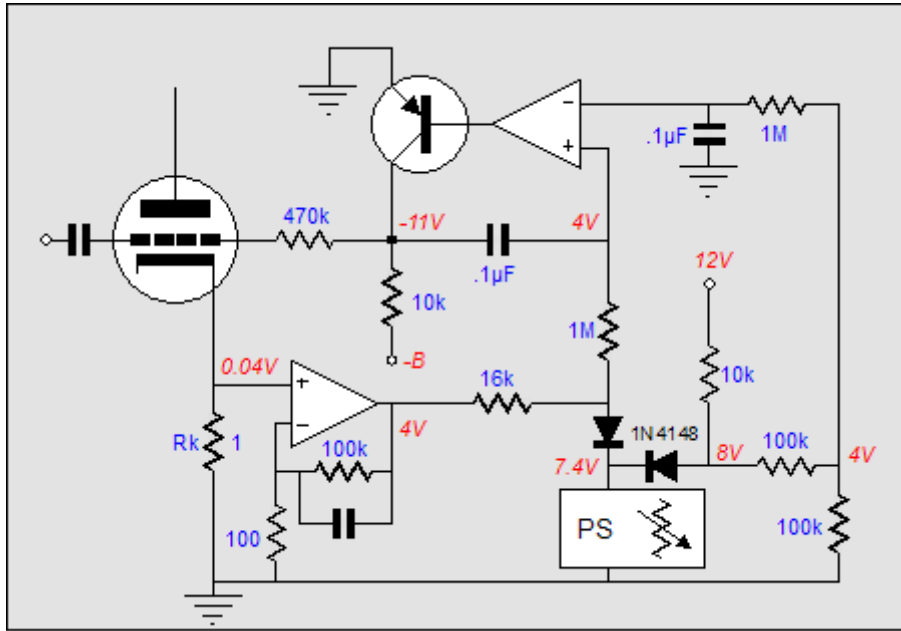 − 1M
.1µF
+
470k -11V 4V
.1µF 12V
10k
1M
-B
0.04V 16k 10k
+
− 4V 1N4148
Rk 1 100k 7.4V 8V 100k 4V
PS
100 100k